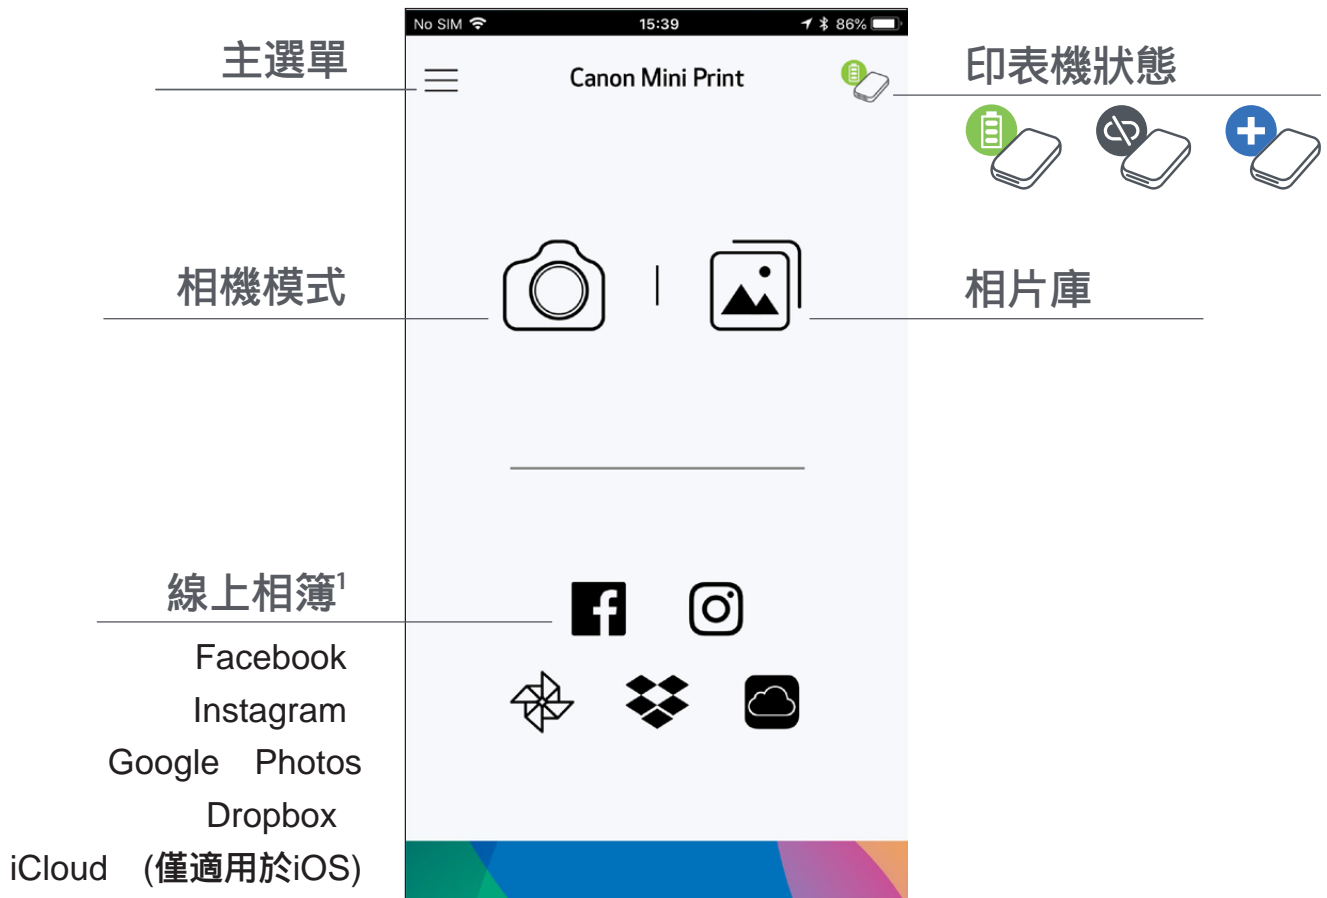 No SIM 15:39 86%
主選單
Canon Mini Print
印表機狀態
相機模式
相片庫
線上相簿1
Facebook
Instagram
Google Photos
Dropbox
iCloud (僅適用於iOS)